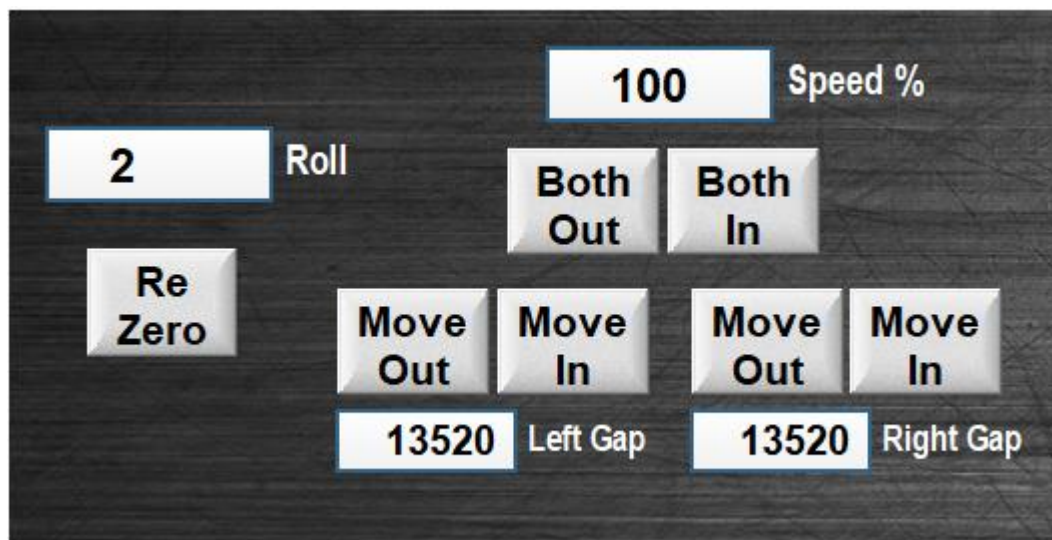 100 Speed %
2 Roll
Both Both
Out In
Re
Zero
Move Move Move Move
Out In Out In
13520 Left Gap 13520 Right Gap